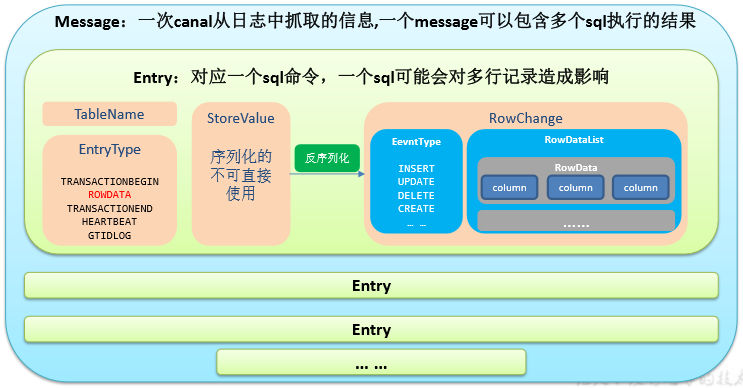 Message：一次canal从日志中抓取的信息,一个message可以包含多个sql执行的结果
Entry：对应一个sql命令，一个sql可能会对多行记录造成影响
TableName
EntryType
TRANSACTIONBEGIN
ROWDATA
TRANSACTIONEND
HEARTBEAT
GTIDLOG
StoreValue
序列化的
不可直接
使用
反序列化
RowChange
EevntType
INSERT
UPDATE
DELETE
CREATE
… …
RowDataList
RowData
column
column
column
……
Entry
Entry
… …